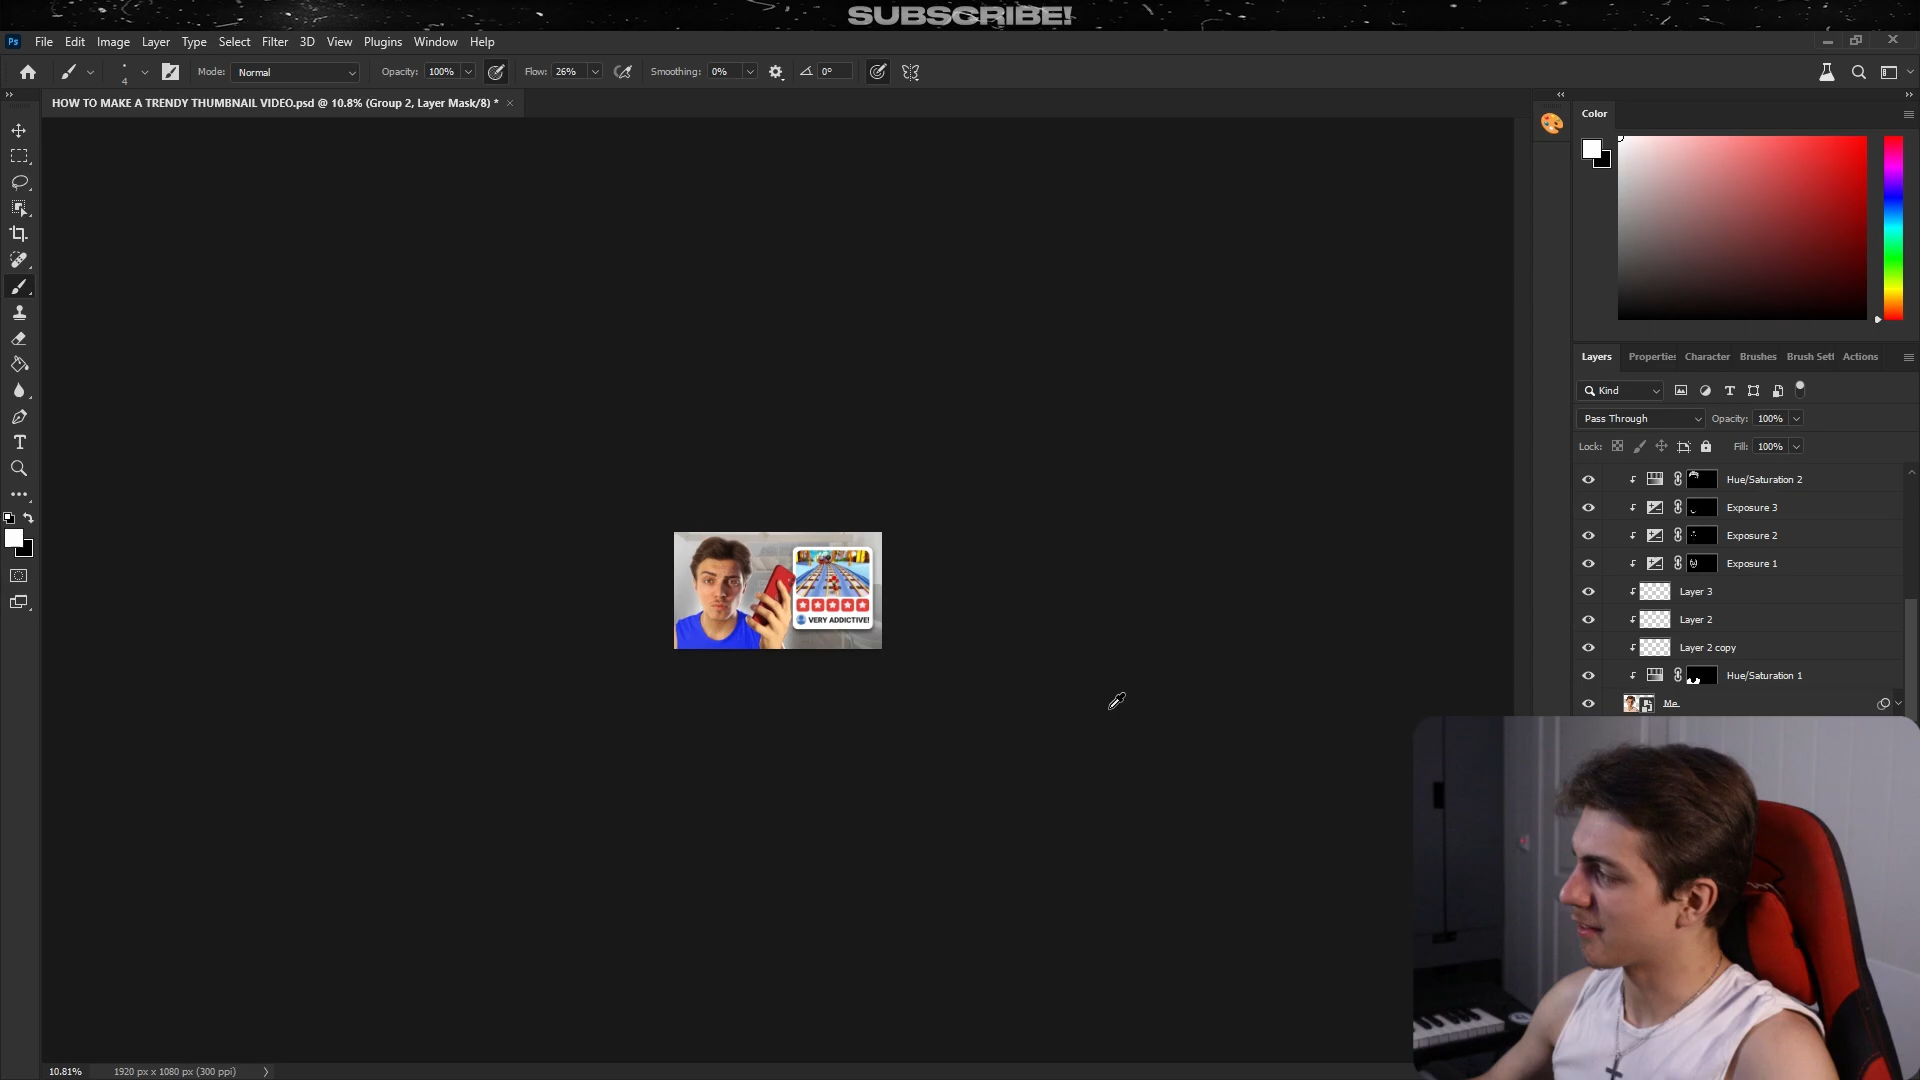 SUBSCRIBE!
Ps File Edit Image Layer Type Select Filter 3D View Plugins Window Help
4 Mode: Normal Opacity: 100% Flow: 26% Smoothing: 0% 0°
HOW TO MAKE A TRENDY THUMBNAIL VIDEO.psd @ 10.8% (Group 2, Layer Mask/8) *
Color
Layers Properties Character Brushes Brush Sett Actions
Kind
Pass Through Opacity: 100%
Lock: Fill: 100%
Hue/Saturation 2
Exposure 3
Exposure 2
Exposure 1
Layer 3
Layer 2
Layer 2 copy
Hue/Saturation 1
Me
VERY ADDICTIVE!
10.81% 1920 px x 1080 px (300 ppi)